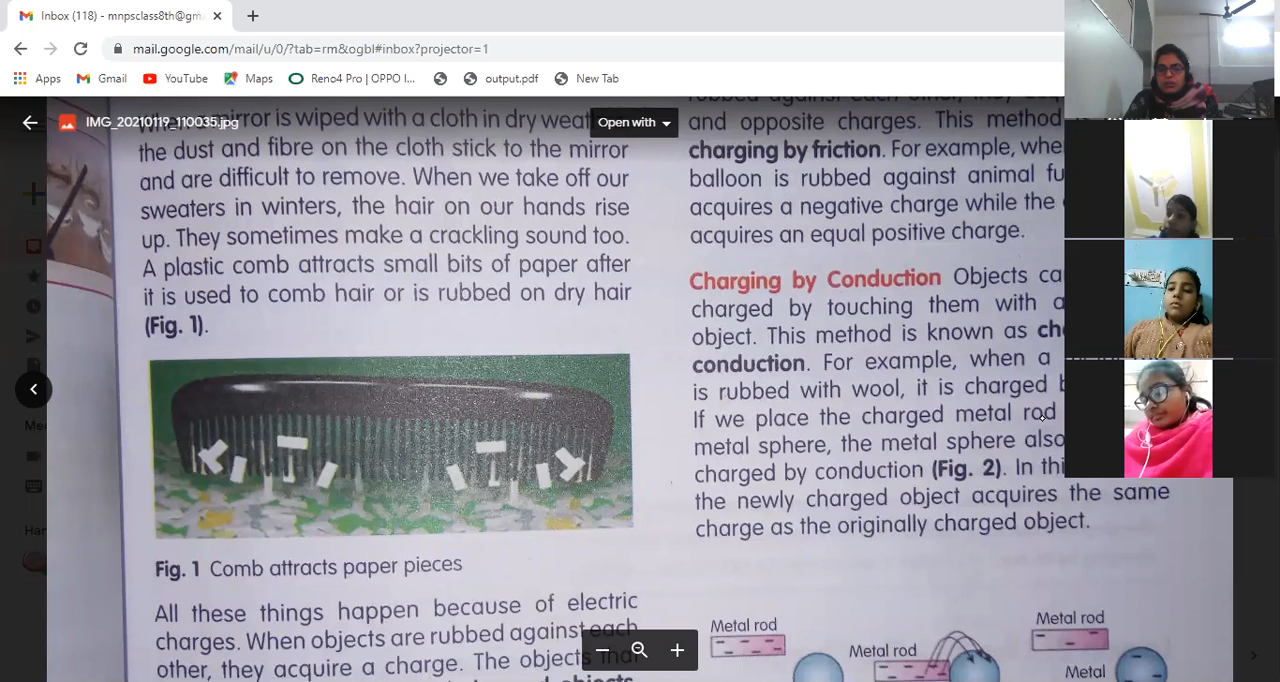 Inbox (118) - mnpsclass8th@gm
mail.google.com/mail/u/0/?tab=rm&ogbl#inbox?projector=1
Apps Gmail YouTube Maps Reno4 Pro | OPPO I... output.pdf New Tab
IMG_20210119_110035.jpg
Open with
mirror is wiped with a cloth in dry
the dust and fibre on the cloth stick to the mirror
and are difficult to remove. When we take off our
sweaters in winters, the hair on our hands rise
up. They sometimes make a crackling sound too.
A plastic comb attracts small bits of paper after
it is used to comb hair or is rubbed on dry hair
(Fig. 1).
Fig. 1 Comb attracts paper pieces
All these things happen because of electric
charges. When objects are rubbed against each
other, they acquire a charge. The objects
rubbed against each other, they
and opposite charges. This method
charging by friction. For example,
balloon is rubbed against animal
acquires a negative charge while the
acquires an equal positive charge.
Charging by Conduction Objects
charged by touching them with a
object. This method is known as
conduction. For example, when a
is rubbed with wool, it is charged
If we place the charged metal rod
metal sphere, the metal sphere also
charged by conduction (Fig. 2). In
the newly charged object acquires the same
charge as the originally charged object.
Metal rod
Metal rod
Metal rod
Metal